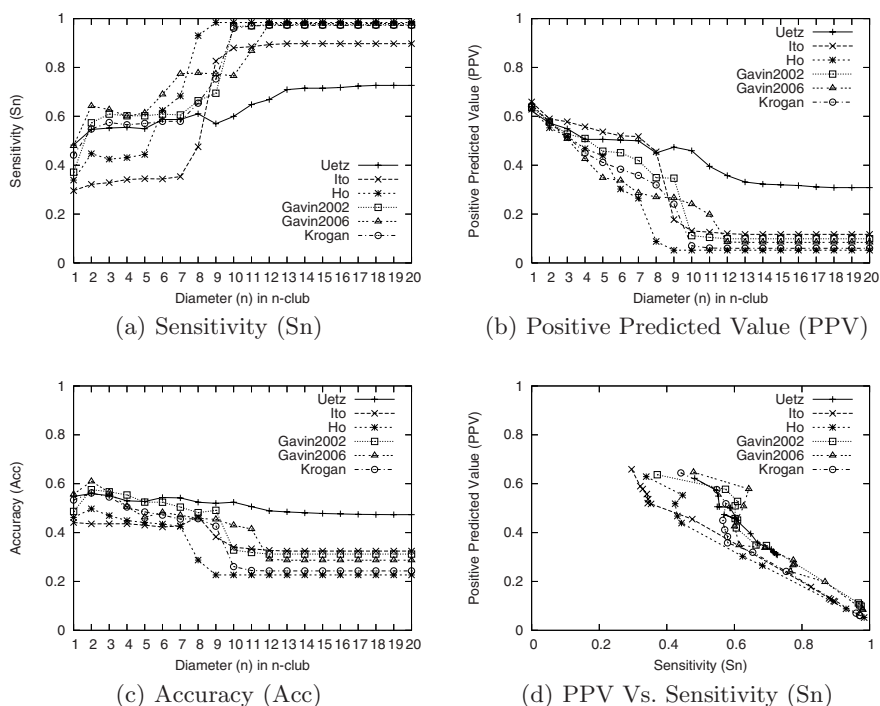 Sensitivity (Sn)
1
0.8
0.6
0.4
0.2
0
1 2 3 4 5 6 7 8 9 10 11 12 13 14 15 16 17 18 19 20
Diameter (n) in n-club
Uetz
Ito
Ho
Gavin2002
Gavin2006
Krogan
(a) Sensitivity (Sn)
Positive Predicted Value (PPV)
1
0.8
0.6
0.4
0.2
0
1 2 3 4 5 6 7 8 9 10 11 12 13 14 15 16 17 18 19 20
Diameter (n) in n-club
Uetz
Ito
Ho
Gavin2002
Gavin2006
Krogan
(b) Positive Predicted Value (PPV)
Accuracy (Acc)
1
0.8
0.6
0.4
0.2
0
1 2 3 4 5 6 7 8 9 10 11 12 13 14 15 16 17 18 19 20
Diameter (n) in n-club
Uetz
Ito
Ho
Gavin2002
Gavin2006
Krogan
(c) Accuracy (Acc)
Positive Predicted Value (PPV)
1
0.8
0.6
0.4
0.2
0
0 0.2 0.4 0.6 0.8 1
Sensitivity (Sn)
Uetz
Ito
Ho
Gavin2002
Gavin2006
Krogan
(d) PPV Vs. Sensitivity (Sn)